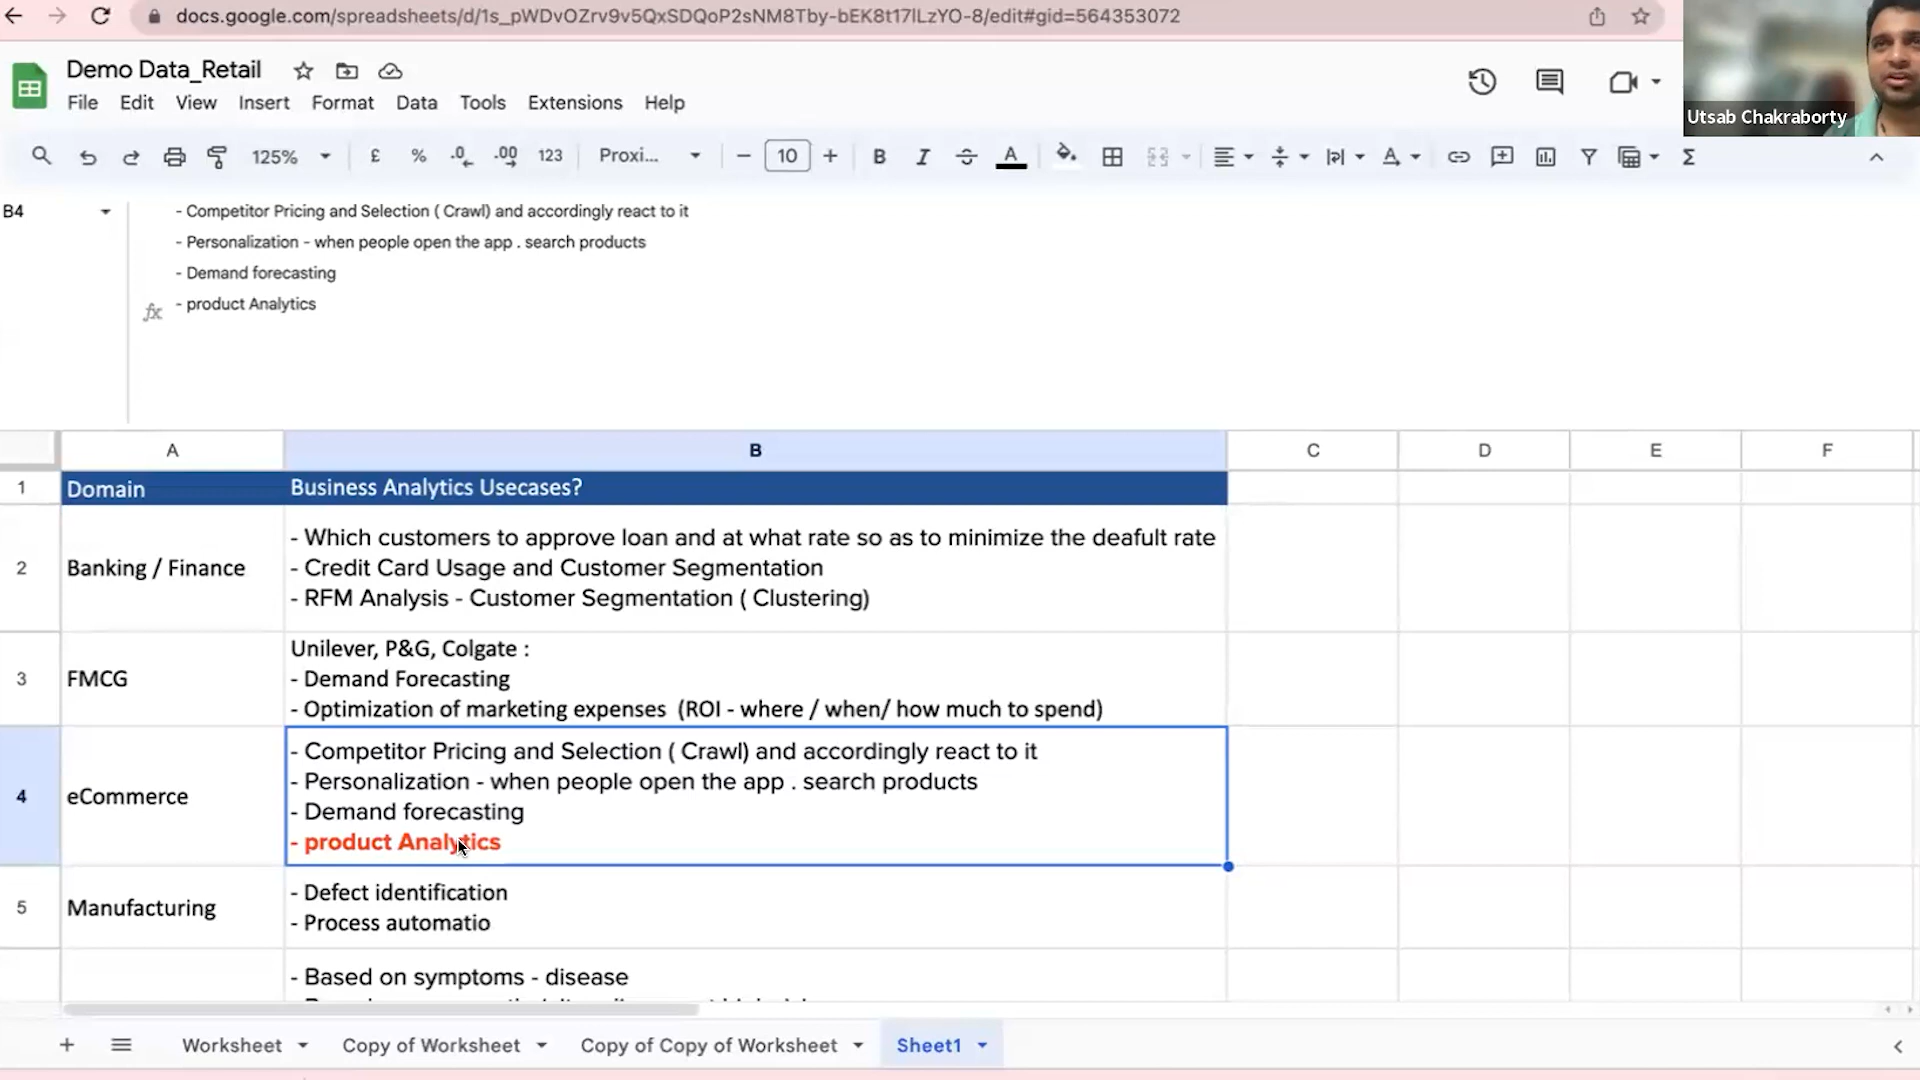 docs.google.com/spreadsheets/d/1s_pWDvOZrv9v5QxSDQoP2sNM8Tby-bEK8t17lLzYO-8/edit#gid=564353072
Demo Data_Retail
File Edit View Insert Format Data Tools Extensions Help
Utsab Chakraborty
125% £ % .0 .00 123 Proxi... 10 B I S A Σ
B4
- Competitor Pricing and Selection ( Crawl) and accordingly react to it
- Personalization - when people open the app . search products
- Demand forecasting
fx - product Analytics
A B C D E F
1 Domain Business Analytics Usecases?
- Which customers to approve loan and at what rate so as to minimize the deafult rate
2 Banking / Finance - Credit Card Usage and Customer Segmentation
- RFM Analysis - Customer Segmentation ( Clustering)
Unilever, P&G, Colgate :
3 FMCG - Demand Forecasting
- Optimization of marketing expenses (ROI - where / when/ how much to spend)
- Competitor Pricing and Selection ( Crawl) and accordingly react to it
- Personalization - when people open the app . search products
4 eCommerce
- Demand forecasting
- product Analytics
- Defect identification
5 Manufacturing
- Process automatio
- Based on symptoms - disease
Worksheet Copy of Worksheet Copy of Copy of Worksheet Sheet1